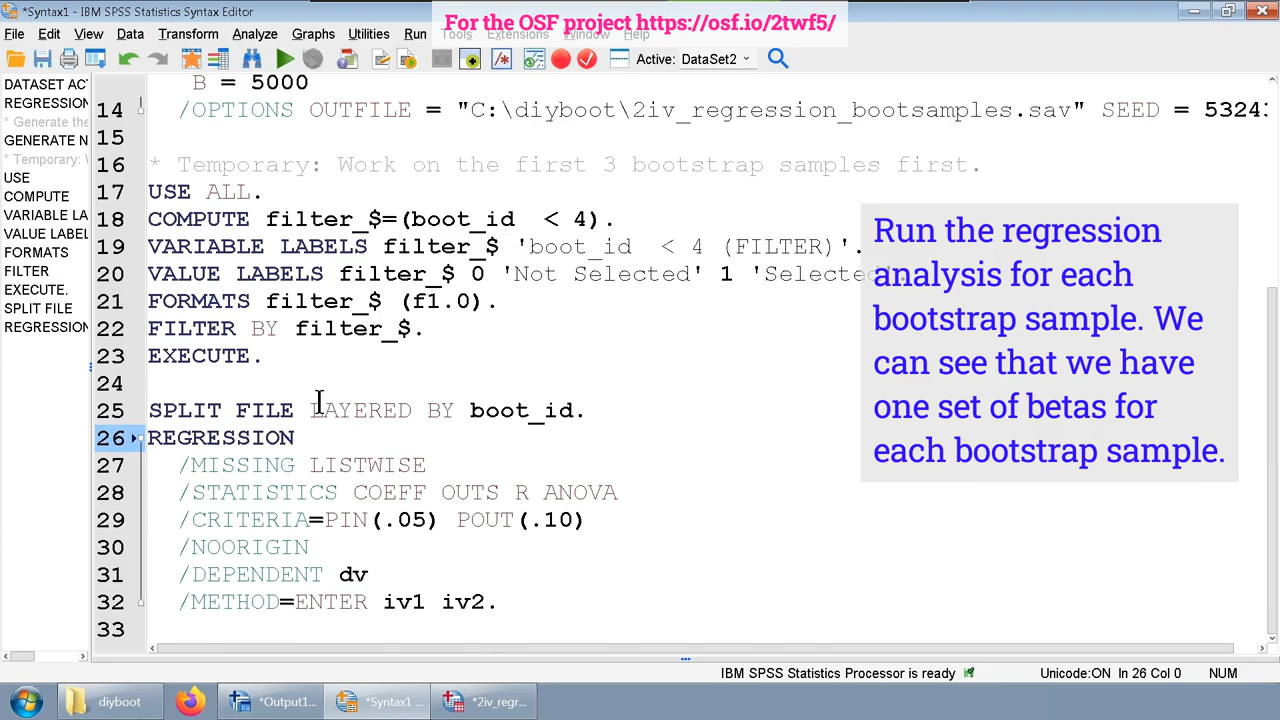 *Syntax1 - IBM SPSS Statistics Syntax Editor
For the OSF project https://osf.io/2twf5/
File Edit View Data Transform Analyze Graphs Utilities Run Tools Extensions Window Help
Active: DataSet2
DATASET ACT
REGRESSION
* Generate the
GENERATE N
* Temporary: W
USE
COMPUTE
VARIABLE LA
VALUE LABEL
FORMATS
FILTER
EXECUTE.
SPLIT FILE
REGRESSION
B = 5000
14 /OPTIONS OUTFILE = "C:\diyboot\2iv_regression_bootsamples.sav" SEED = 53243
15
16 * Temporary: Work on the first 3 bootstrap samples first.
17 USE ALL.
18 COMPUTE filter_$=(boot_id < 4).
19 VARIABLE LABELS filter_$ 'boot_id < 4 (FILTER)'.
20 VALUE LABELS filter_$ 0 'Not Selected' 1 'Selected'.
21 FORMATS filter_$ (f1.0).
22 FILTER BY filter_$.
23 EXECUTE.
24
25 SPLIT FILE LAYERED BY boot_id.
26 REGRESSION
27 /MISSING LISTWISE
28 /STATISTICS COEFF OUTS R ANOVA
29 /CRITERIA=PIN(.05) POUT(.10)
30 /NOORIGIN
31 /DEPENDENT dv
32 /METHOD=ENTER iv1 iv2.
33
Run the regression
analysis for each
bootstrap sample. We
can see that we have
one set of betas for
each bootstrap sample.
IBM SPSS Statistics Processor is ready Unicode:ON In 26 Col 0 NUM
diyboot *Output1... *Syntax1 ... *2iv_regr...